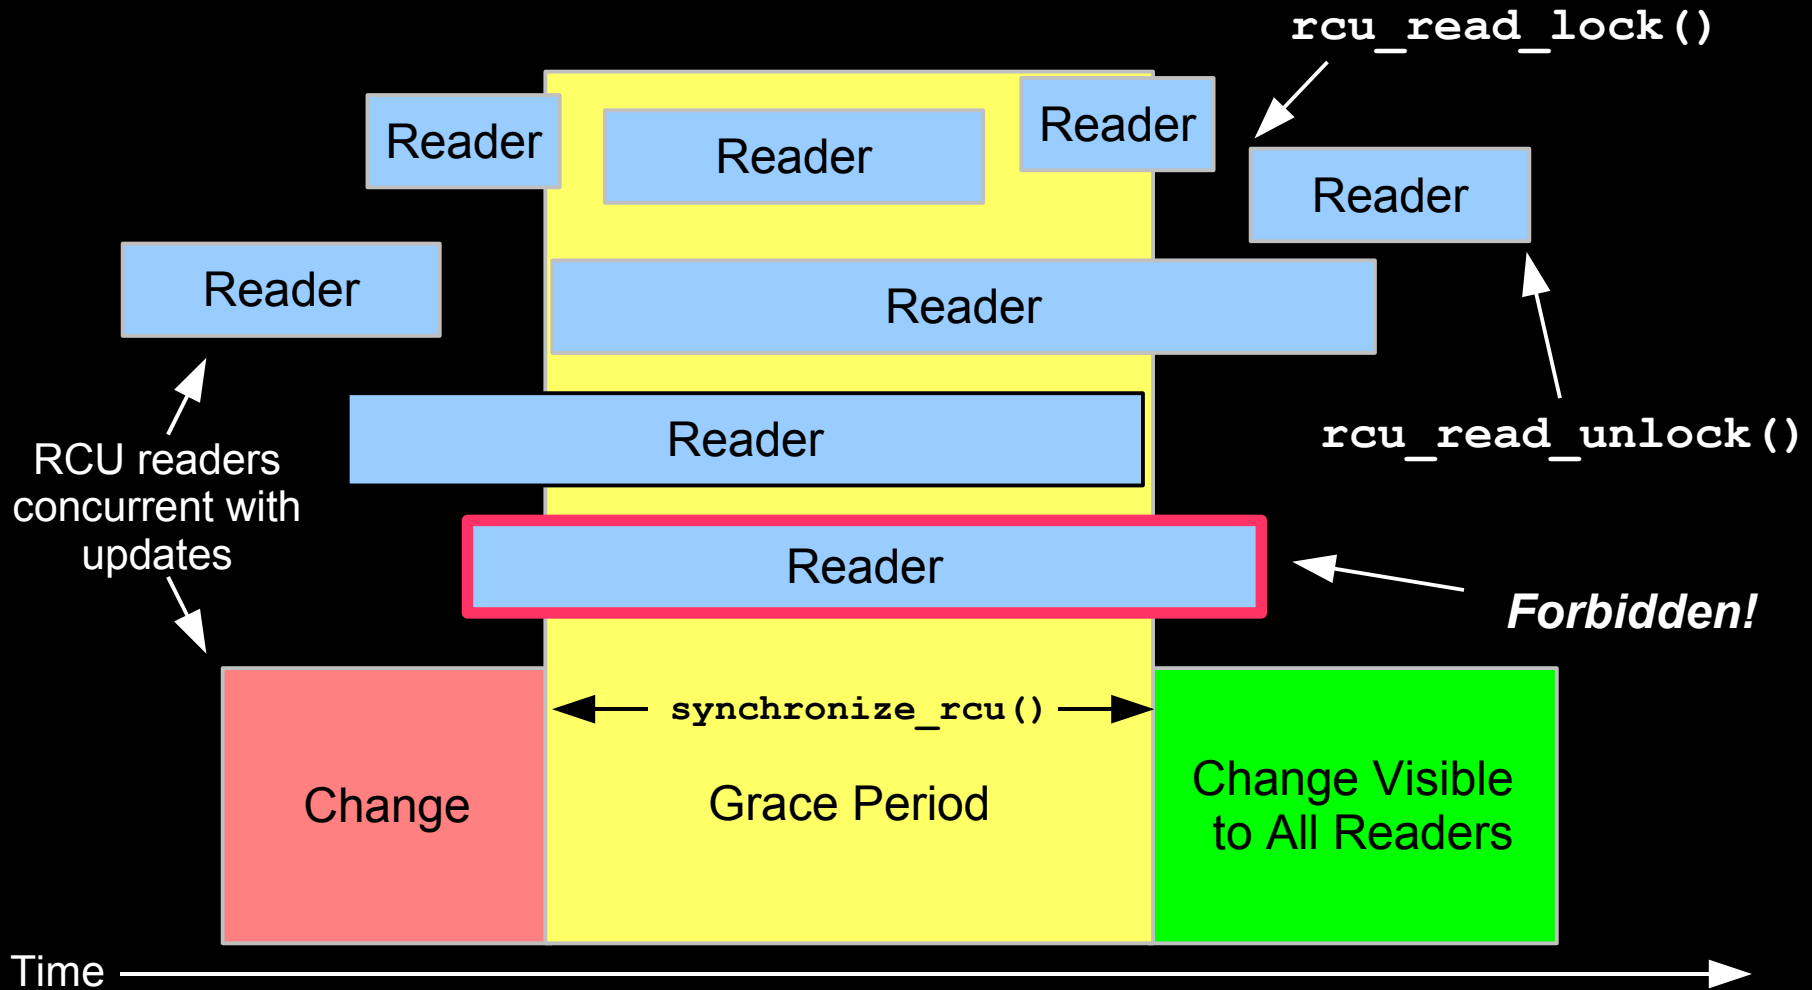 rcu_read_lock()
Reader
Reader
Reader
Reader
Reader
Reader
Reader
rcu_read_unlock()
RCU readers
concurrent with
updates
Reader
Forbidden!
synchronize_rcu()
Change
Grace Period
Change Visible
to All Readers
Time